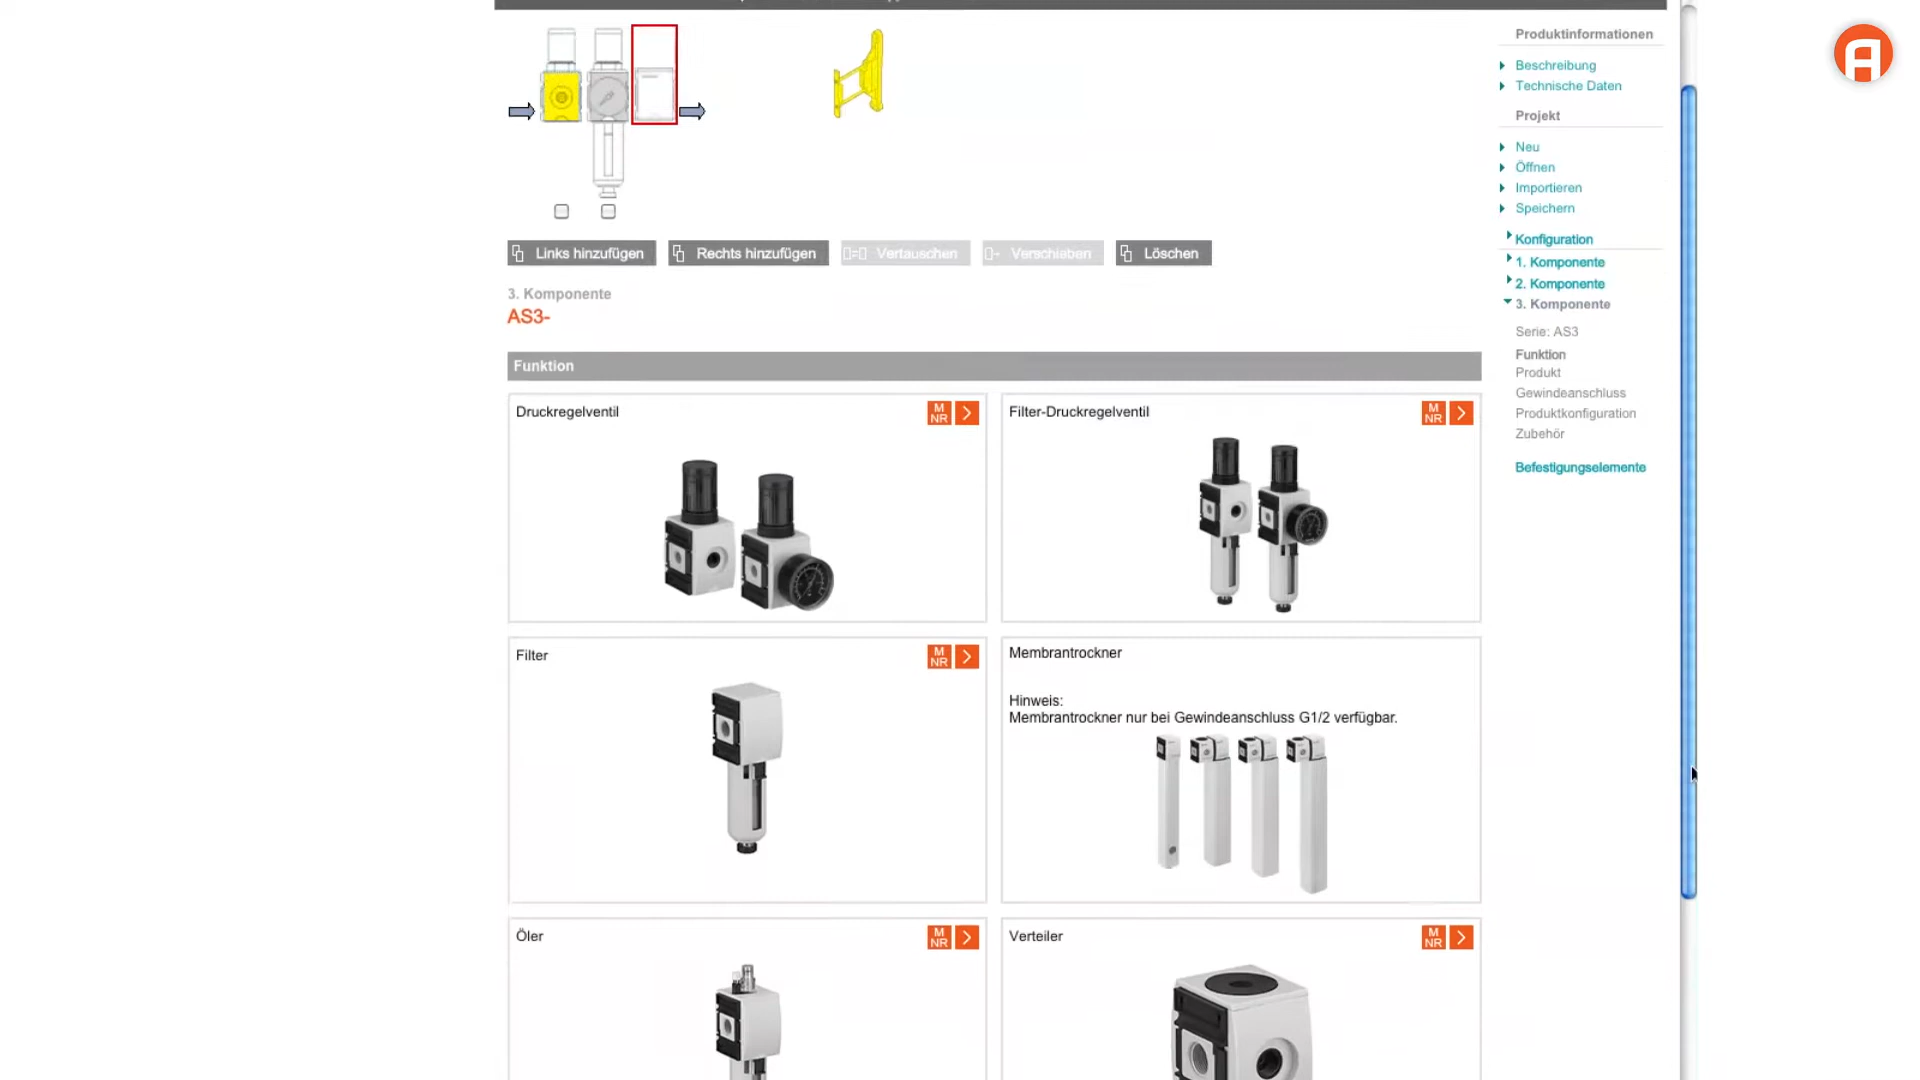 Produktinformationen
Beschreibung
Technische Daten
Projekt
Neu
Öffnen
Importieren
Speichern
Konfiguration
1. Komponente
2. Komponente
3. Komponente
Serie: AS3
Funktion
Produkt
Gewindeanschluss
Produktkonfiguration
Zubehör
Befestigungselemente
Links hinzufügen
Rechts hinzufügen
Vertauschen
Verschieben
Löschen
3. Komponente
AS3-
Funktion
Druckregelventil
M
NR
Filter-Druckregelventil
M
NR
Filter
M
NR
Membrantrockner
Hinweis:
Membrantrockner nur bei Gewindeanschluss G1/2 verfügbar.
Öler
M
NR
Verteiler
M
NR